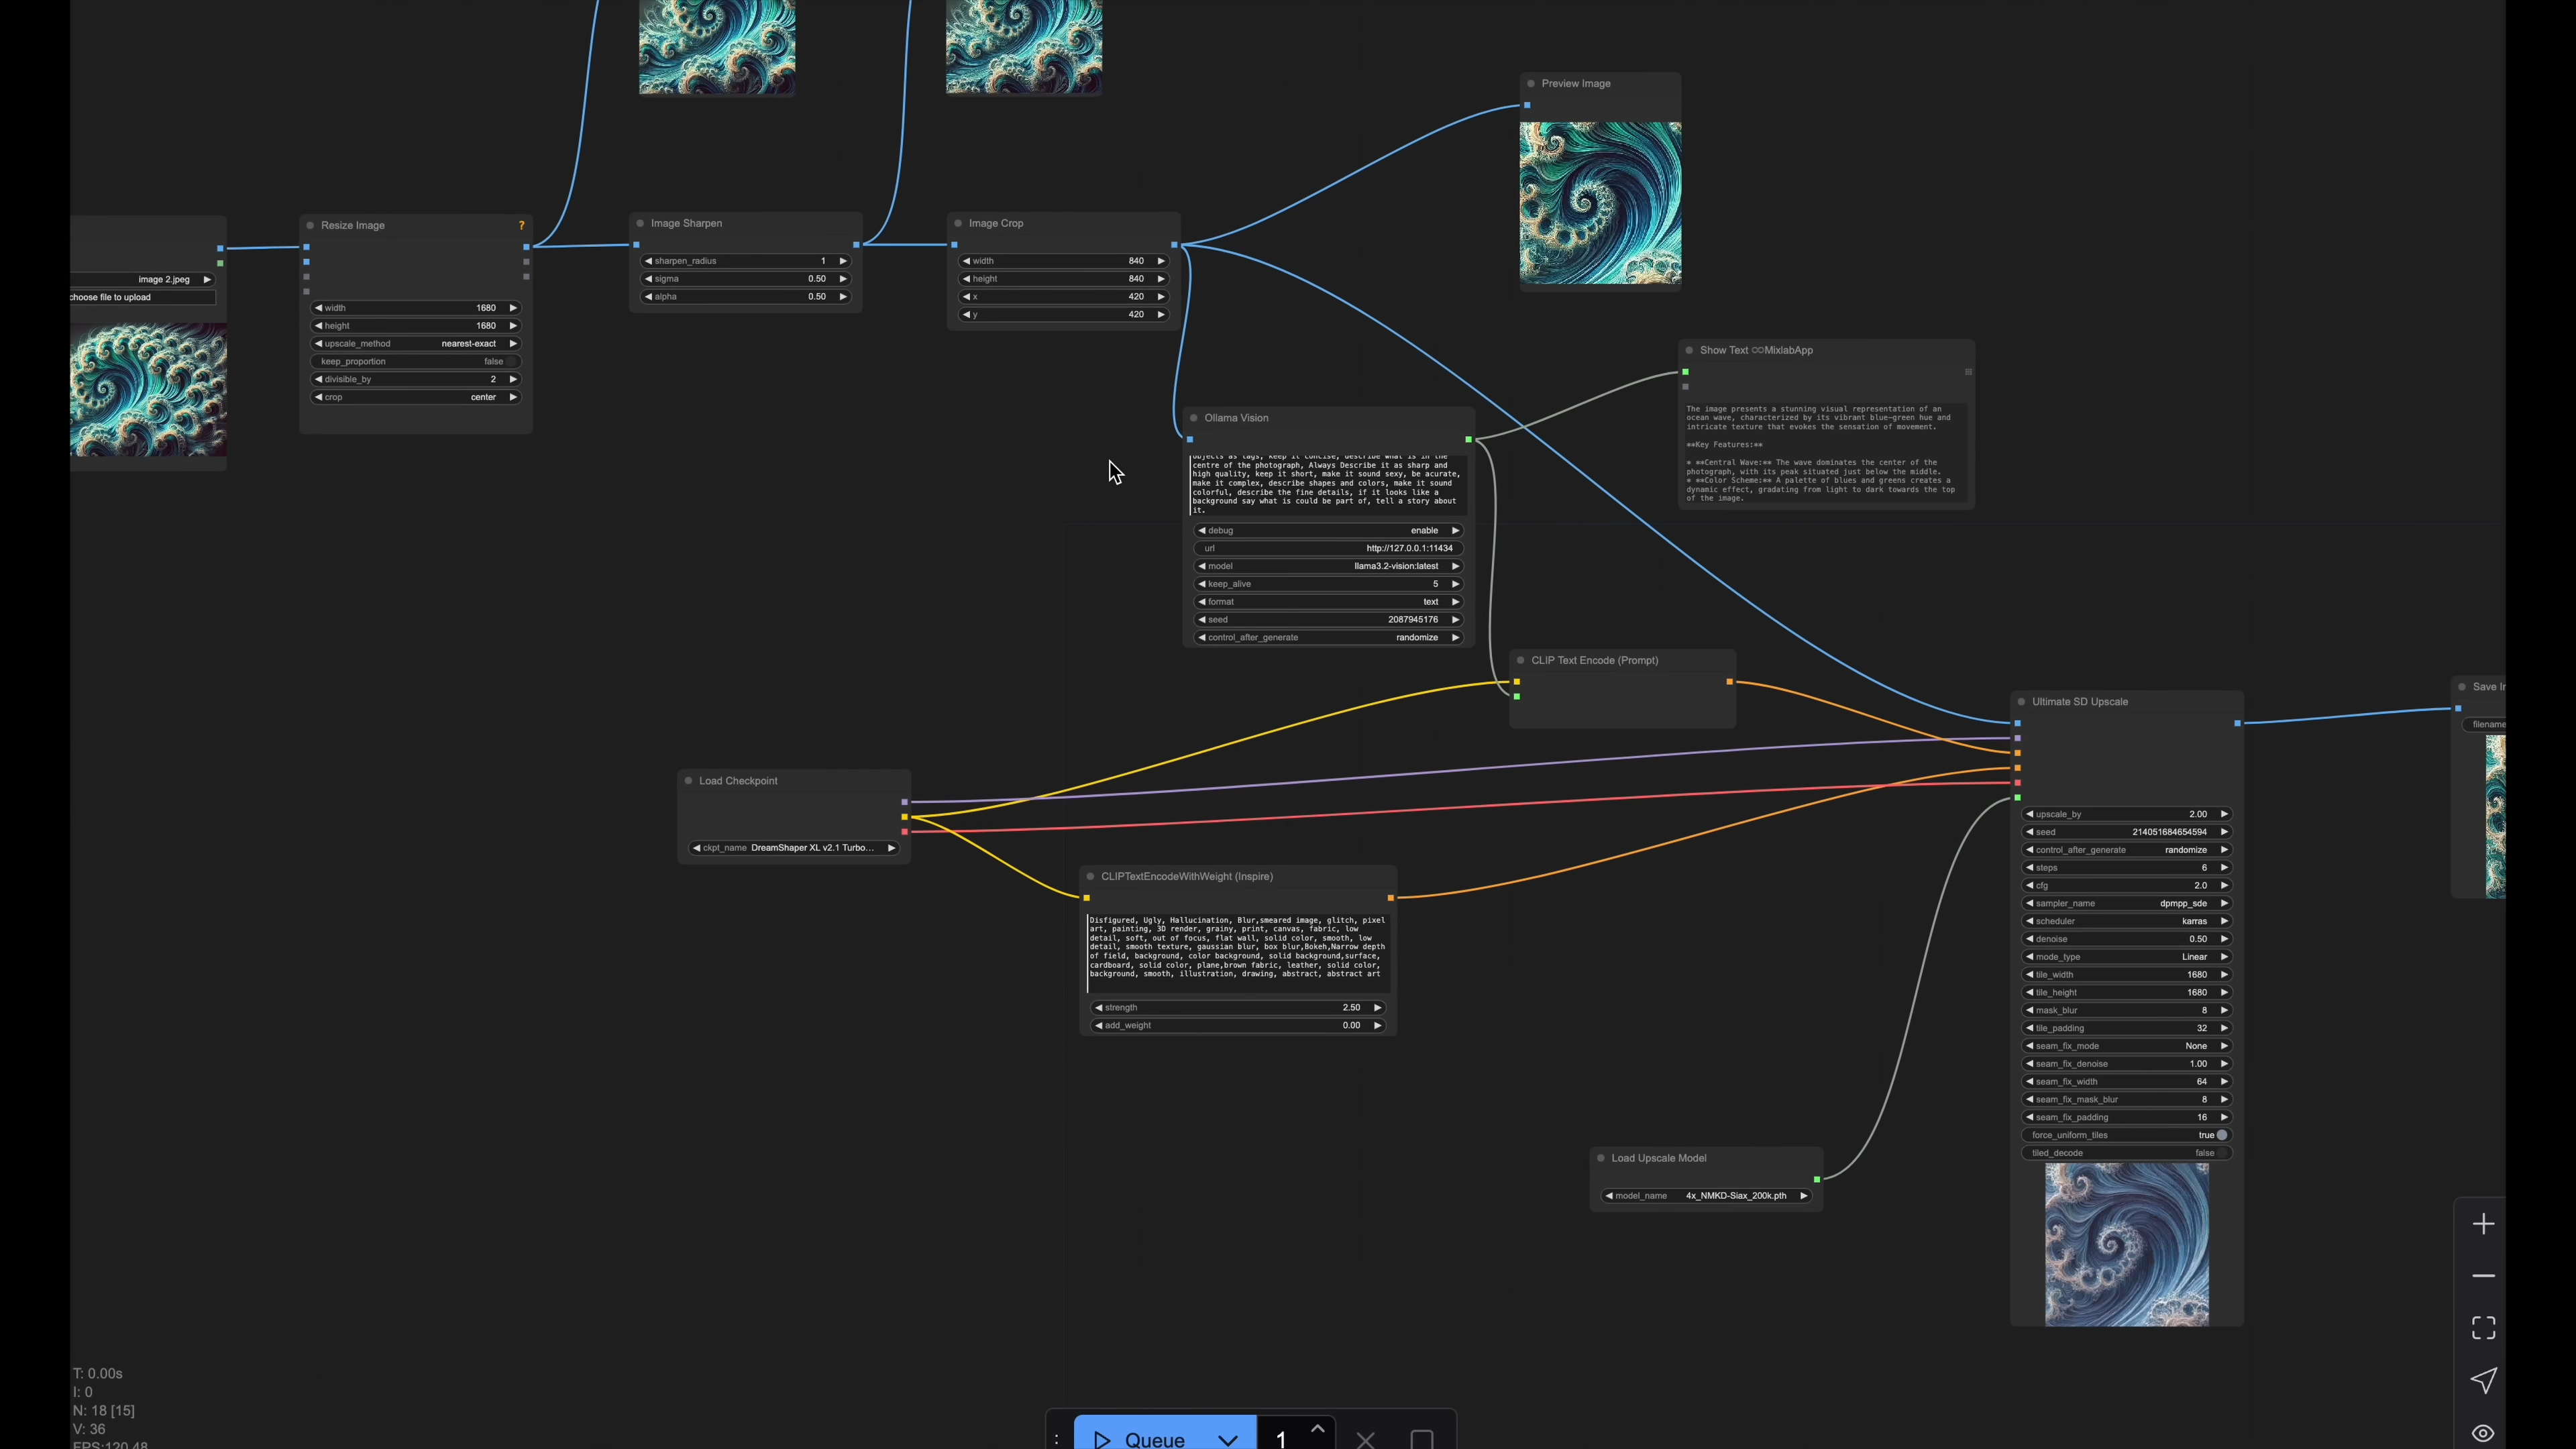 Preview Image
Resize Image
?
Image Sharpen
Image Crop
image 2.jpeg
choose file to upload
width 1680
height 1680
upscale_method nearest-exact
keep_proportion false
divisible_by 2
crop center
sharpen_radius 1
sigma 0.50
alpha 0.50
width 840
height 840
x 420
y 420
Show Text ∞MixlabApp
The image presents a stunning visual representation of an
ocean wave, characterized by its vibrant blue-green hue and
intricate texture that evokes the sensation of movement.
**Key Features:**
* **Central Wave:** The wave dominates the center of the
photograph, with its peak situated just below the middle.
* **Color Scheme:** A palette of blues and greens creates a
dynamic effect, gradating from light to dark towards the top
of the image.
Ollama Vision
objects as tags, keep it concise, describe what is in the
centre of the photograph, Always Describe it as sharp and
high quality, keep it short, make it sound sexy, be acurate,
make it complex, describe shapes and colors, make it sound
colorful, describe the fine details, if it looks like a
background say what is could be part of, tell a story about
it.
debug enable
url http://127.0.0.1:11434
model llama3.2-vision:latest
keep_alive 5
format text
seed 2087945176
control_after_generate randomize
CLIP Text Encode (Prompt)
Load Checkpoint
ckpt_name DreamShaper XL v2.1 Turbo...
CLIPTextEncodeWithWeight (Inspire)
Disfigured, Ugly, Hallucination, Blur,smeared image, glitch, pixel
art, painting, 3D render, grainy, print, canvas, fabric, low
detail, soft, out of focus, flat wall, solid color, smooth, low
detail, smooth texture, gaussian blur, box blur,Bokeh,Narrow depth
of field, background, color background, solid background,surface,
cardboard, solid color, plane,brown fabric, leather, solid color,
background, smooth, illustration, drawing, abstract, abstract art
strength 2.50
add_weight 0.00
Load Upscale Model
model_name 4x_NMKD-Siax_200k.pth
Ultimate SD Upscale
upscale_by 2.00
seed 214051684654594
control_after_generate randomize
steps 6
cfg 2.0
sampler_name dpmpp_sde
scheduler karras
denoise 0.50
mode_type Linear
tile_width 1680
tile_height 1680
mask_blur 8
tile_padding 32
seam_fix_mode None
seam_fix_denoise 1.00
seam_fix_width 64
seam_fix_mask_blur 8
seam_fix_padding 16
force_uniform_tiles true
tiled_decode false
Save
filename
T: 0.00s
I: 0
N: 18 [15]
V: 36
FPS:120.48
Queue 1